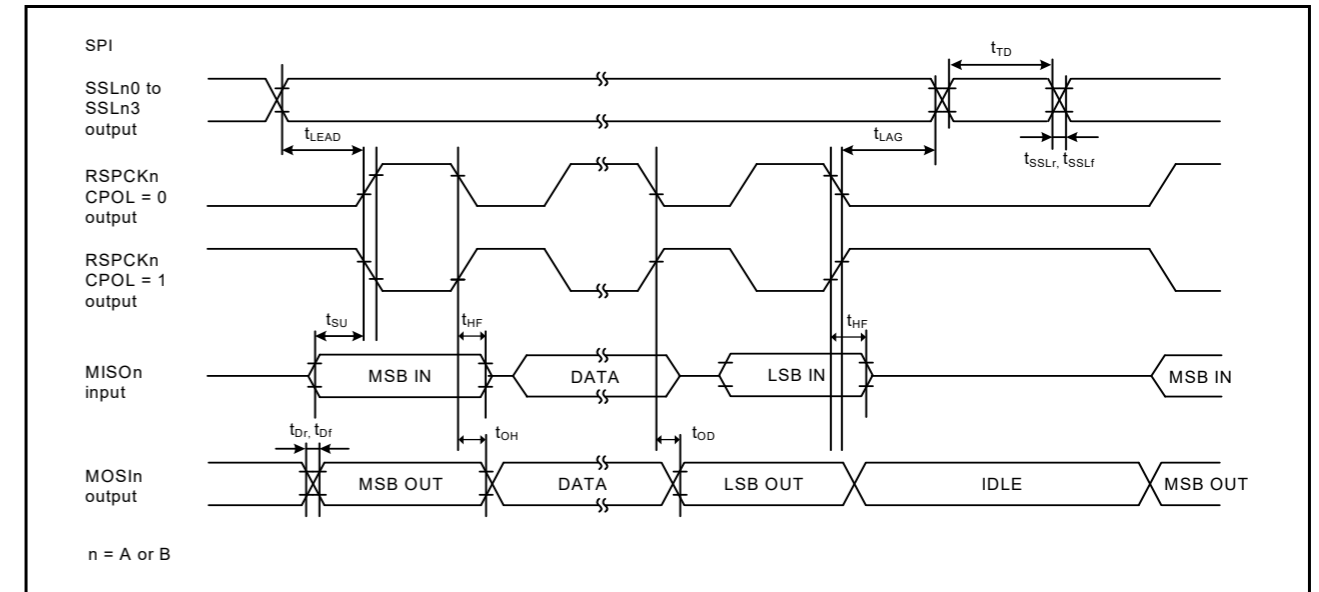 SPI
tTD
SSLn0 to
SSLn3
output
tLEAD
tLAG
tSSLr, tSSLf
RSPCKn
CPOL = 0
output
RSPCKn
CPOL = 1
output
tSU
tHF
tHF
MISOn
input
MSB IN
DATA
LSB IN
MSB IN
tDr, tDf
tOH
tOD
MOSIn
output
MSB OUT
DATA
LSB OUT
IDLE
MSB OUT
n = A or B